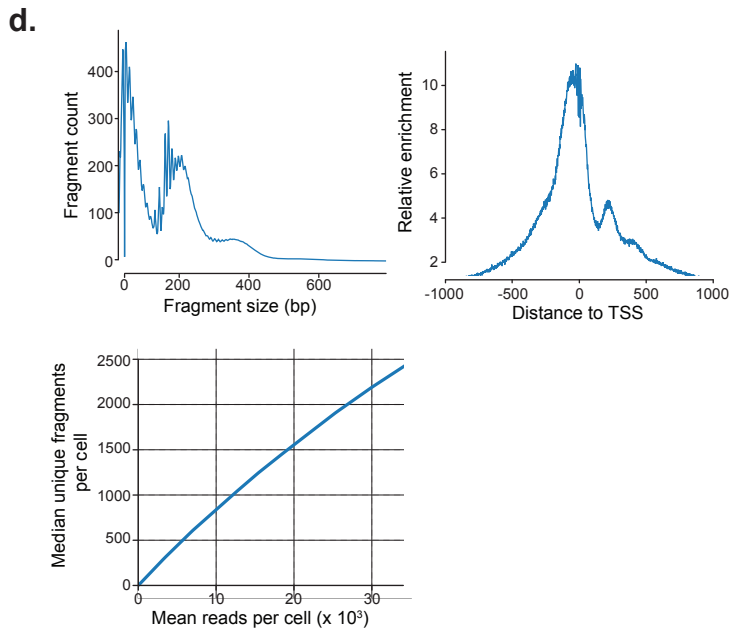 d.
Fragment count
400
300
200
100
0
0 200 400 600
Fragment size (bp)
Relative enrichment
10
8
6
4
2
-1000 -500 0 500 1000
Distance to TSS
Median unique fragments
per cell
2500
2000
1500
1000
500
0
0 10 20 30
Mean reads per cell (x 10³)